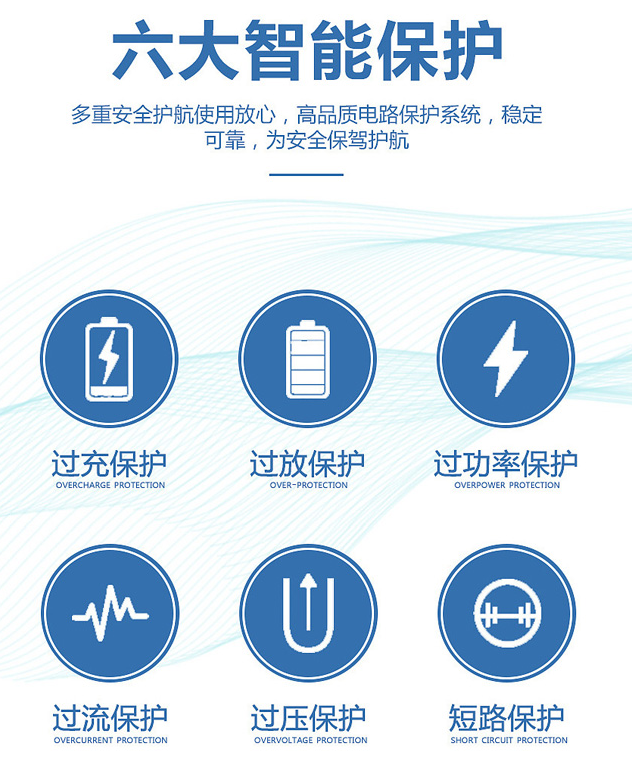 六大智能保护
多重安全护航使用放心，高品质电路保护系统，稳定
可靠，为安全保驾护航
过充保护
OVERCHARGE PROTECTION
过放保护
OVER-PROTECTION
过功率保护
OVERPOWER PROTECTION
过流保护
OVERCURRENT PROTECTION
过压保护
OVERVOLTAGE PROTECTION
短路保护
SHORT CIRCUIT PROTECTION